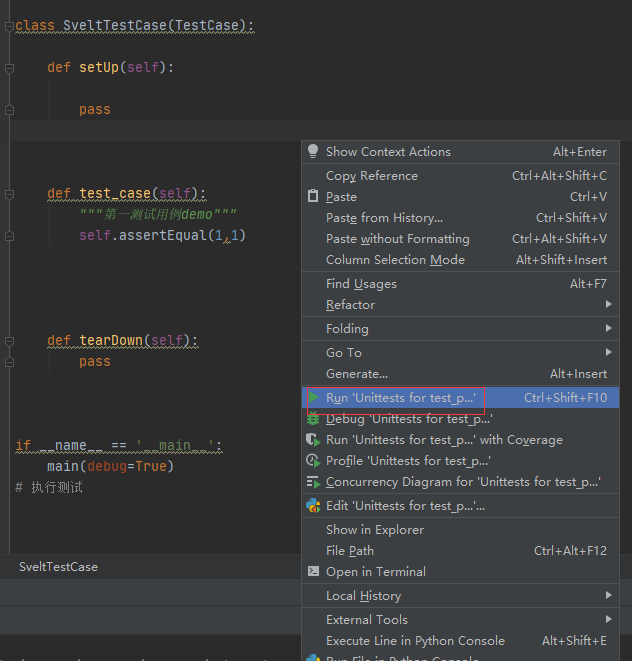 class SveltTestCase(TestCase):
def setUp(self):
pass
def test_case(self):
"""第一测试用例demo"""
self.assertEqual(1,1)
def tearDown(self):
pass
if __name__ == '__main__':
main(debug=True)
# 执行测试
SveltTestCase
Show Context Actions Alt+Enter
Copy Reference Ctrl+Alt+Shift+C
Paste Ctrl+V
Paste from History... Ctrl+Shift+V
Paste without Formatting Ctrl+Alt+Shift+V
Column Selection Mode Alt+Shift+Insert
Find Usages Alt+F7
Refactor
Folding
Go To
Generate... Alt+Insert
Run 'Unittests for test_p...' Ctrl+Shift+F10
Debug 'Unittests for test_p...'
Run 'Unittests for test_p...' with Coverage
Profile 'Unittests for test_p...'
Concurrency Diagram for 'Unittests for test_p...'
Edit 'Unittests for test_p...'...
Show in Explorer
File Path Ctrl+Alt+F12
Open in Terminal
Local History
External Tools
Execute Line in Python Console Alt+Shift+E
Run File in Python Console